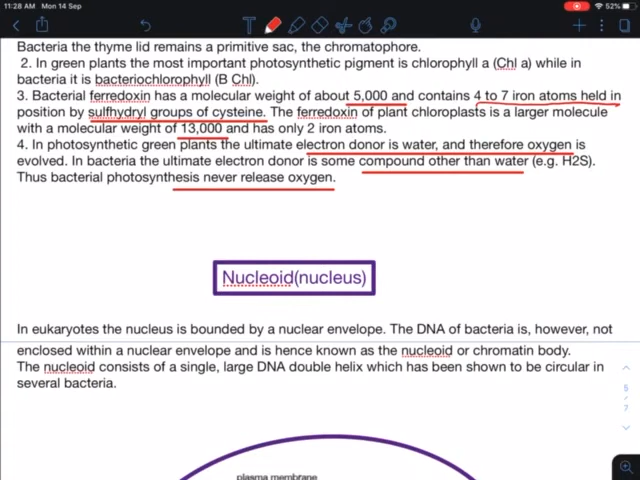 11:28 AM Mon 14 Sep
52%
Bacteria the thyme lid remains a primitive sac, the chromatophore.
2. In green plants the most important photosynthetic pigment is chlorophyll a (Chl a) while in
bacteria it is bacteriochlorophyll (B Chl).
3. Bacterial ferredoxin has a molecular weight of about 5,000 and contains 4 to 7 iron atoms held in
position by sulfhydryl groups of cysteine. The ferredoxin of plant chloroplasts is a larger molecule
with a molecular weight of 13,000 and has only 2 iron atoms.
4. In photosynthetic green plants the ultimate electron donor is water, and therefore oxygen is
evolved. In bacteria the ultimate electron donor is some compound other than water (e.g. H2S).
Thus bacterial photosynthesis never release oxygen.
Nucleoid(nucleus)
In eukaryotes the nucleus is bounded by a nuclear envelope. The DNA of bacteria is, however, not
enclosed within a nuclear envelope and is hence known as the nucleoid or chromatin body.
The nucleoid consists of a single, large DNA double helix which has been shown to be circular in
several bacteria.
5
/
7
plasma membrane